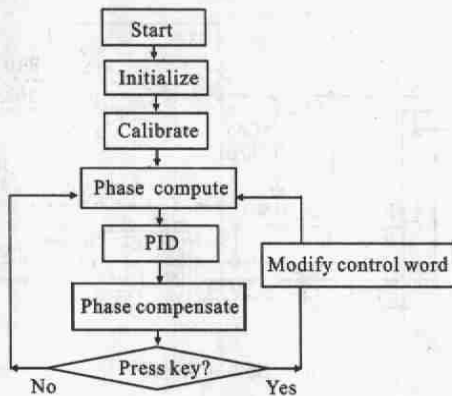 Start
Initialize
Calibrate
Phase compute
PID
Modify control word
Phase compensate
Press key?
No
Yes